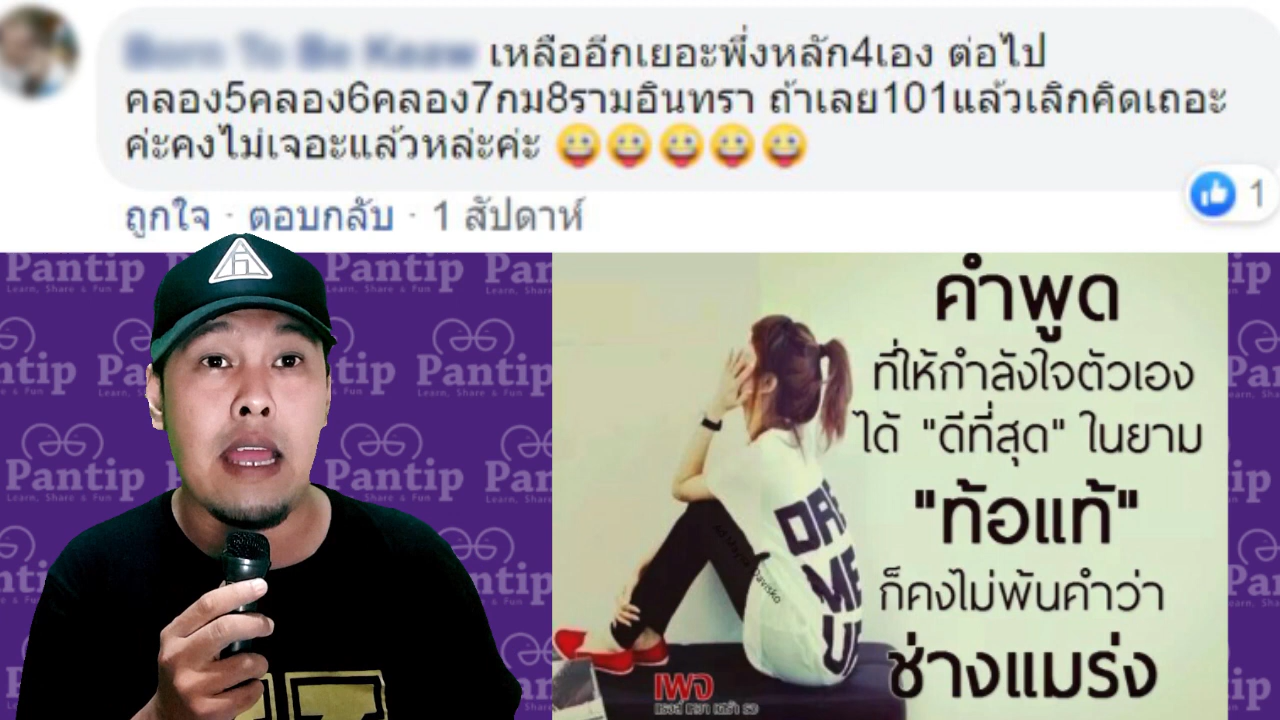 เหลืออีกเยอะพึ่งหลัก4เอง ต่อไป
คลอง5คลอง6คลอง7กม8รามอินทรา ถ้าเลย101แล้วเลิกคิดเถอะ
ค่ะคงไม่เจอะแล้วหล่ะค่ะ 🤪🤪🤪🤪🤪
ถูกใจ · ตอบกลับ · 1 สัปดาห์
1
Pantip
Learn, Share & Fun
คำพูด
ที่ให้กำลังใจตัวเอง
ได้ "ดีที่สุด" ในยาม
"ท้อแท้"
ก็คงไม่พ้นคำว่า
ช่างแมร่ง
DARE
ME
U
เพจ